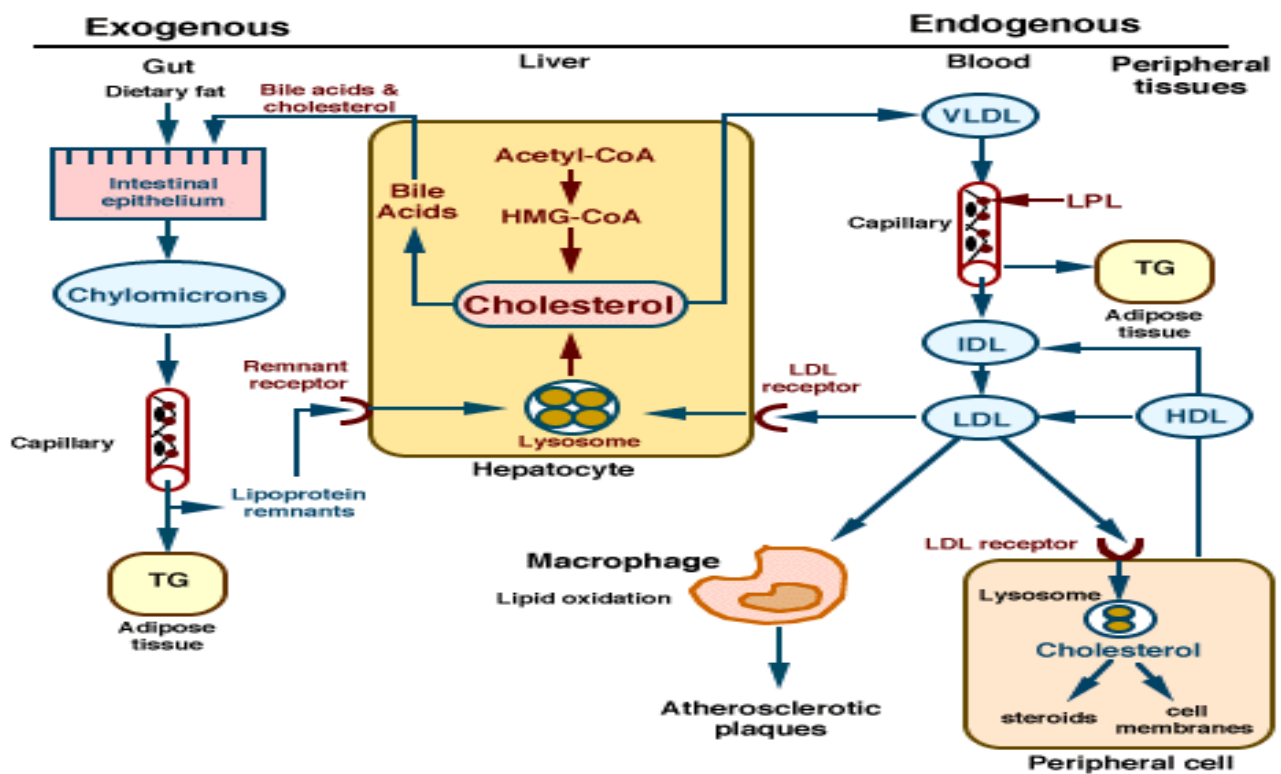 Exogenous
Endogenous
Gut
Liver
Blood
Peripheral
tissues
Dietary fat
Bile acids &
cholesterol
Intestinal
epithelium
Chylomicrons
Capillary
Lipoprotein
remnants
TG
Adipose
tissue
Remnant
receptor
Bile
Acids
Acetyl-CoA
HMG-CoA
Cholesterol
Lysosome
Hepatocyte
LDL
receptor
VLDL
LPL
Capillary
TG
Adipose
tissue
IDL
LDL
HDL
Macrophage
Lipid oxidation
Atherosclerotic
plaques
LDL receptor
Lysosome
Cholesterol
steroids
cell
membranes
Peripheral cell